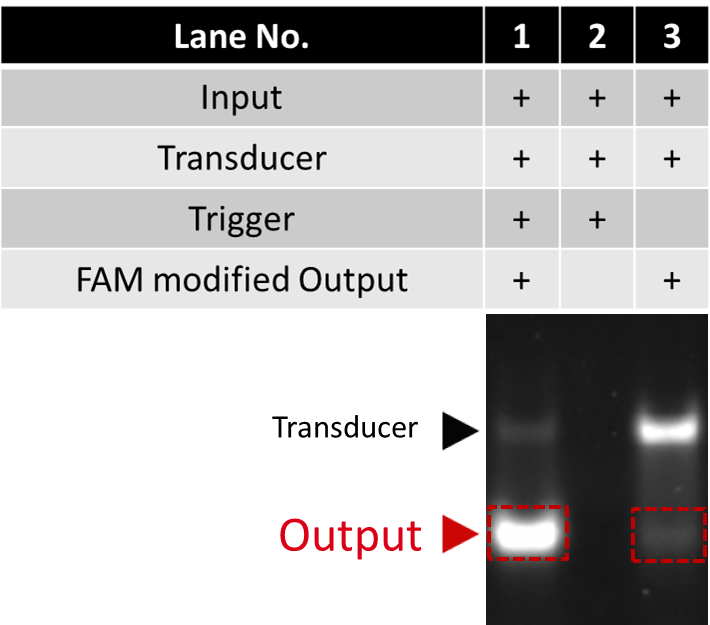 Lane No. 1 2 3
Input + + +
Transducer + + +
Trigger + +
FAM modified Output + +
Transducer
Output